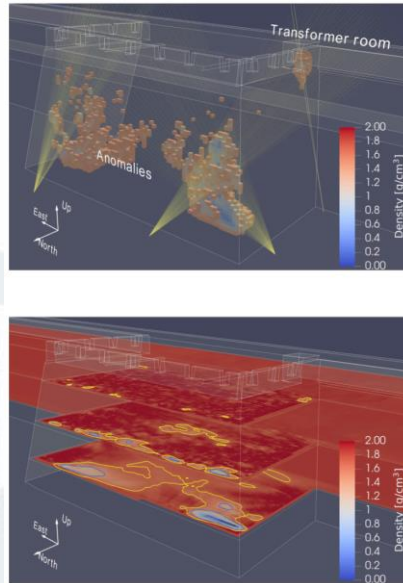 Transformer room
Anomalies
2.00
1.8
1.6
1.4
1.2
1
0.8
0.6
0.4
0.2
0.00
Density [g/cm³]
Up
East
North
2.00
1.8
1.6
1.4
1.2
1
0.8
0.6
0.4
0.2
0.00
Density [g/cm³]
Up
East
North